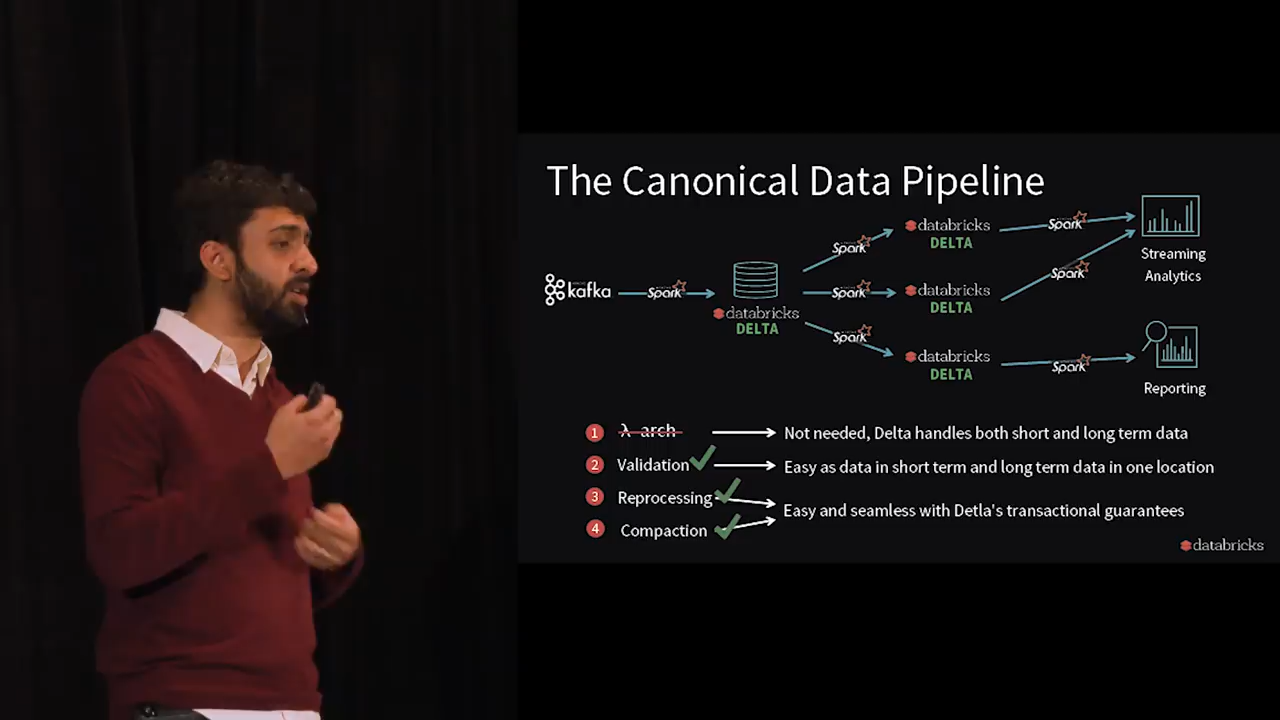 The Canonical Data Pipeline
kafka
Spark
databricks
DELTA
Spark
Spark
Spark
databricks
DELTA
databricks
DELTA
databricks
DELTA
Spark
Spark
Spark
Streaming
Analytics
Reporting
1 λ-arch Not needed, Delta handles both short and long term data
2 Validation Easy as data in short term and long term data in one location
3 Reprocessing
Easy and seamless with Detla's transactional guarantees
4 Compaction
databricks